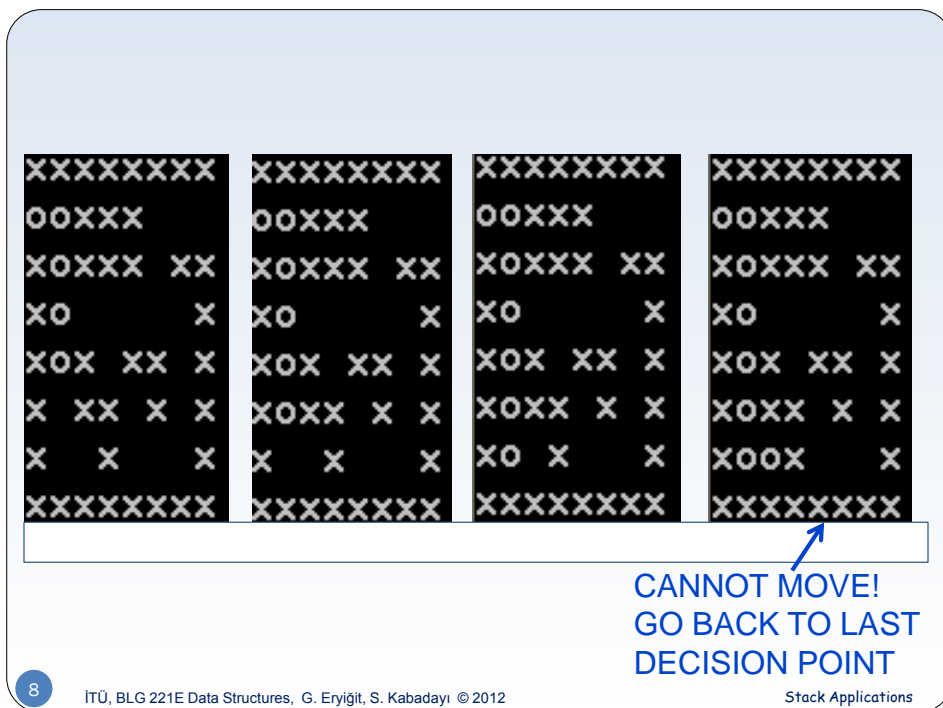 XXXXXXXX
OOXXX
XOXXX XX
XO     X
XOX XX X
X XX X X
X  X   X
XXXXXXXX
XXXXXXXX
OOXXX
XOXXX XX
XO     X
XOX XX X
XOXX X X
X  X   X
XXXXXXXX
XXXXXXXX
OOXXX
XOXXX XX
XO     X
XOX XX X
XOXX X X
XO X   X
XXXXXXXX
XXXXXXXX
OOXXX
XOXXX XX
XO     X
XOX XX X
XOXX X X
XOOX   X
XXXXXXXX
CANNOT MOVE!
GO BACK TO LAST
DECISION POINT
8
İTÜ, BLG 221E Data Structures, G. Eryiğit, S. Kabadayı © 2012
Stack Applications